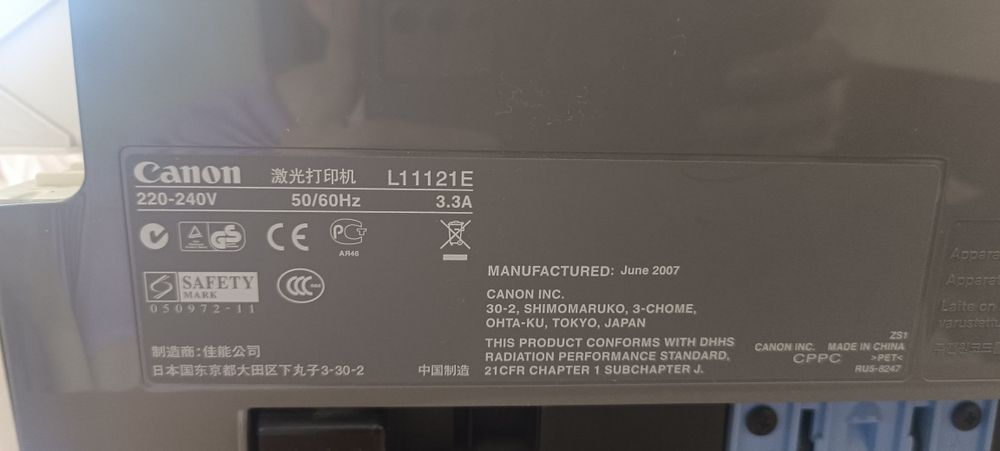 Canon 激光打印机 L11121E
220-240V 50/60Hz 3.3A
AR46
SAFETY
MARK
050972-11
MANUFACTURED: June 2007
CANON INC.
30-2, SHIMOMARUKO, 3-CHOME,
OHTA-KU, TOKYO, JAPAN
THIS PRODUCT CONFORMS WITH DHHS
RADIATION PERFORMANCE STANDARD,
21CFR CHAPTER 1 SUBCHAPTER J.
制造商:佳能公司
日本国东京都大田区下丸子3-30-2
中国制造
ZS1
CANON INC. MADE IN CHINA
CPPC >PET<
RU5-8247
Laite on